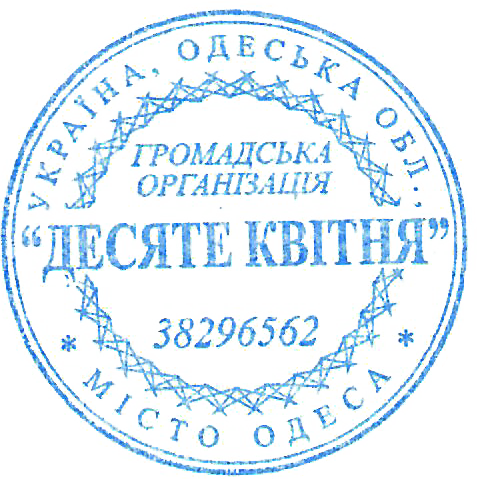 УКРАЇНА, ОДЕСЬКА ОБЛ.,
ГРОМАДСЬКА
ОРГАНІЗАЦІЯ
“ДЕСЯТЕ КВІТНЯ”
38296562
* МІСТО ОДЕСА *